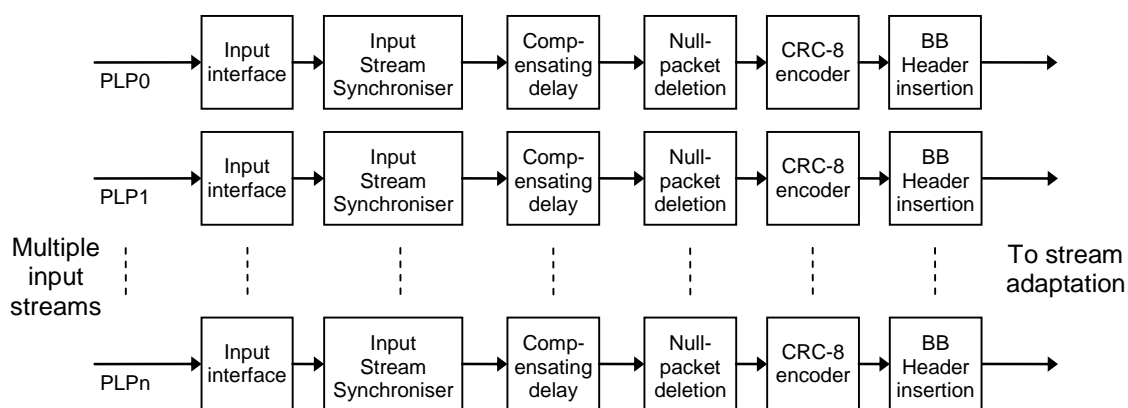 Input
interface
Input
Stream
Synchroniser
Comp-
ensating
delay
Null-
packet
deletion
CRC-8
encoder
BB
Header
insertion
PLP0
Input
interface
Input
Stream
Synchroniser
Comp-
ensating
delay
Null-
packet
deletion
CRC-8
encoder
BB
Header
insertion
PLP1
Multiple
input
streams
To stream
adaptation
Input
interface
Input
Stream
Synchroniser
Comp-
ensating
delay
Null-
packet
deletion
CRC-8
encoder
BB
Header
insertion
PLPn